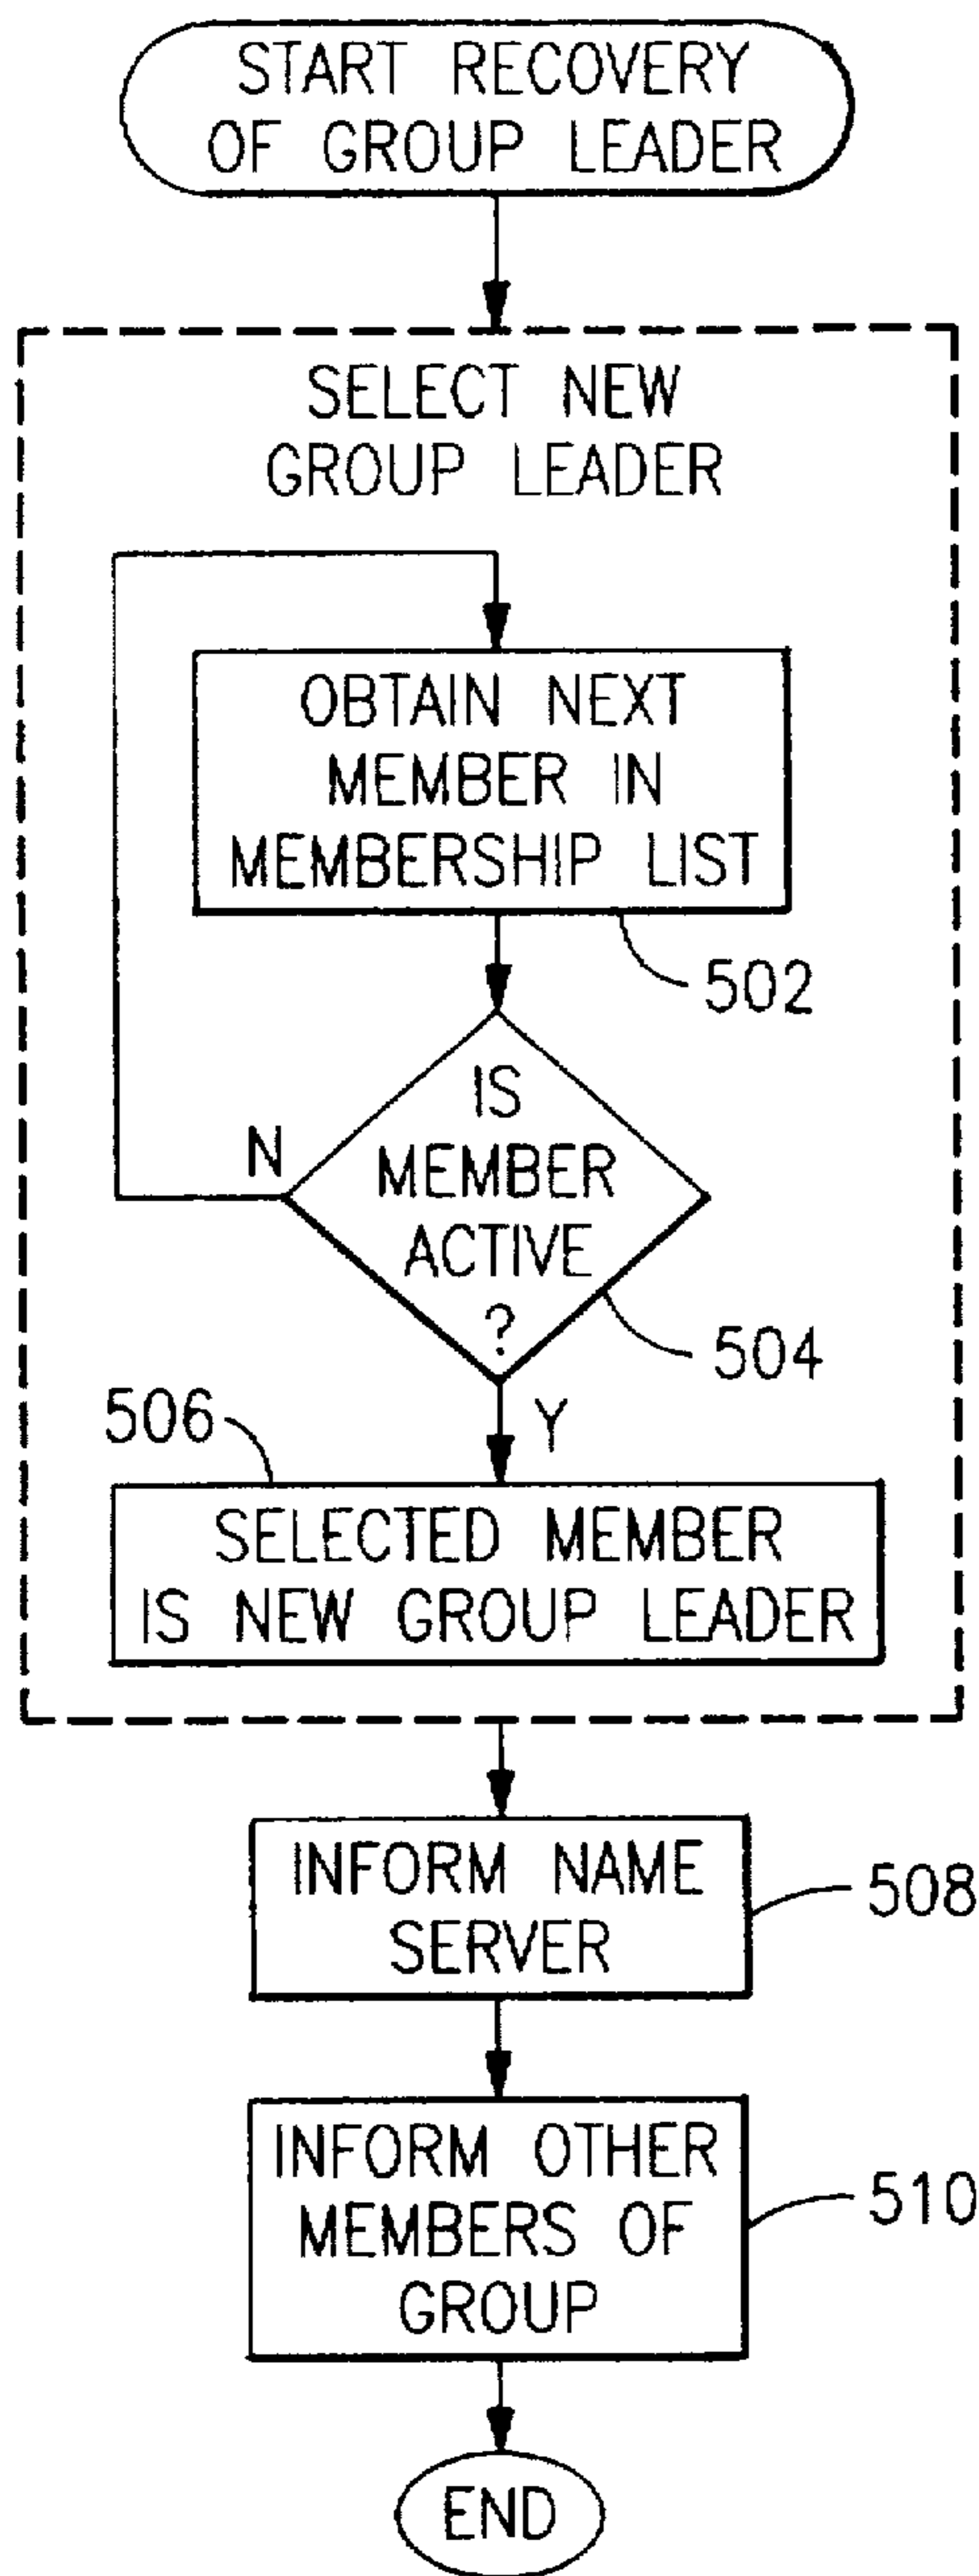 START RECOVERY
OF GROUP LEADER
SELECT NEW
GROUP LEADER
OBTAIN NEXT
MEMBER IN
MEMBERSHIP LIST
502
IS
MEMBER
ACTIVE
?
N
504
Y
506
SELECTED MEMBER
IS NEW GROUP LEADER
INFORM NAME
SERVER
508
INFORM OTHER
MEMBERS OF
GROUP
510
END